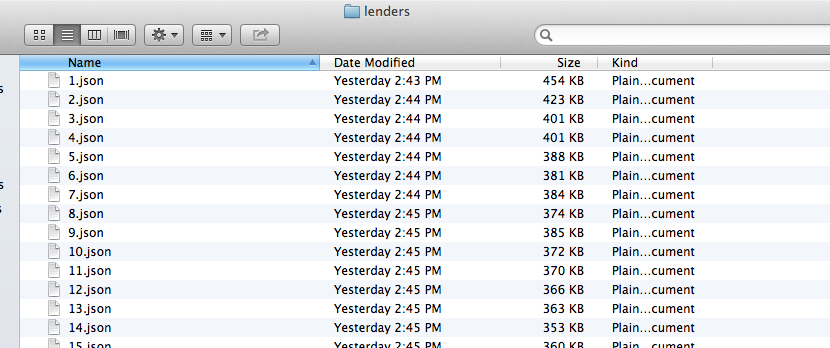 lenders
Name Date Modified Size Kind
1.json Yesterday 2:43 PM 454 KB Plain...cument
2.json Yesterday 2:44 PM 423 KB Plain...cument
3.json Yesterday 2:44 PM 401 KB Plain...cument
4.json Yesterday 2:44 PM 401 KB Plain...cument
5.json Yesterday 2:44 PM 388 KB Plain...cument
6.json Yesterday 2:44 PM 381 KB Plain...cument
7.json Yesterday 2:44 PM 384 KB Plain...cument
8.json Yesterday 2:45 PM 374 KB Plain...cument
9.json Yesterday 2:45 PM 385 KB Plain...cument
10.json Yesterday 2:45 PM 372 KB Plain...cument
11.json Yesterday 2:45 PM 370 KB Plain...cument
12.json Yesterday 2:45 PM 366 KB Plain...cument
13.json Yesterday 2:45 PM 363 KB Plain...cument
14.json Yesterday 2:45 PM 353 KB Plain...cument
15.json Yesterday 2:45 PM 360 KB Plain...cument